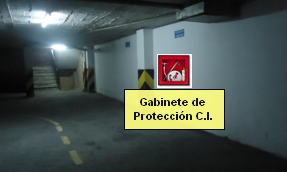 Gabinete de
Protección C.I.